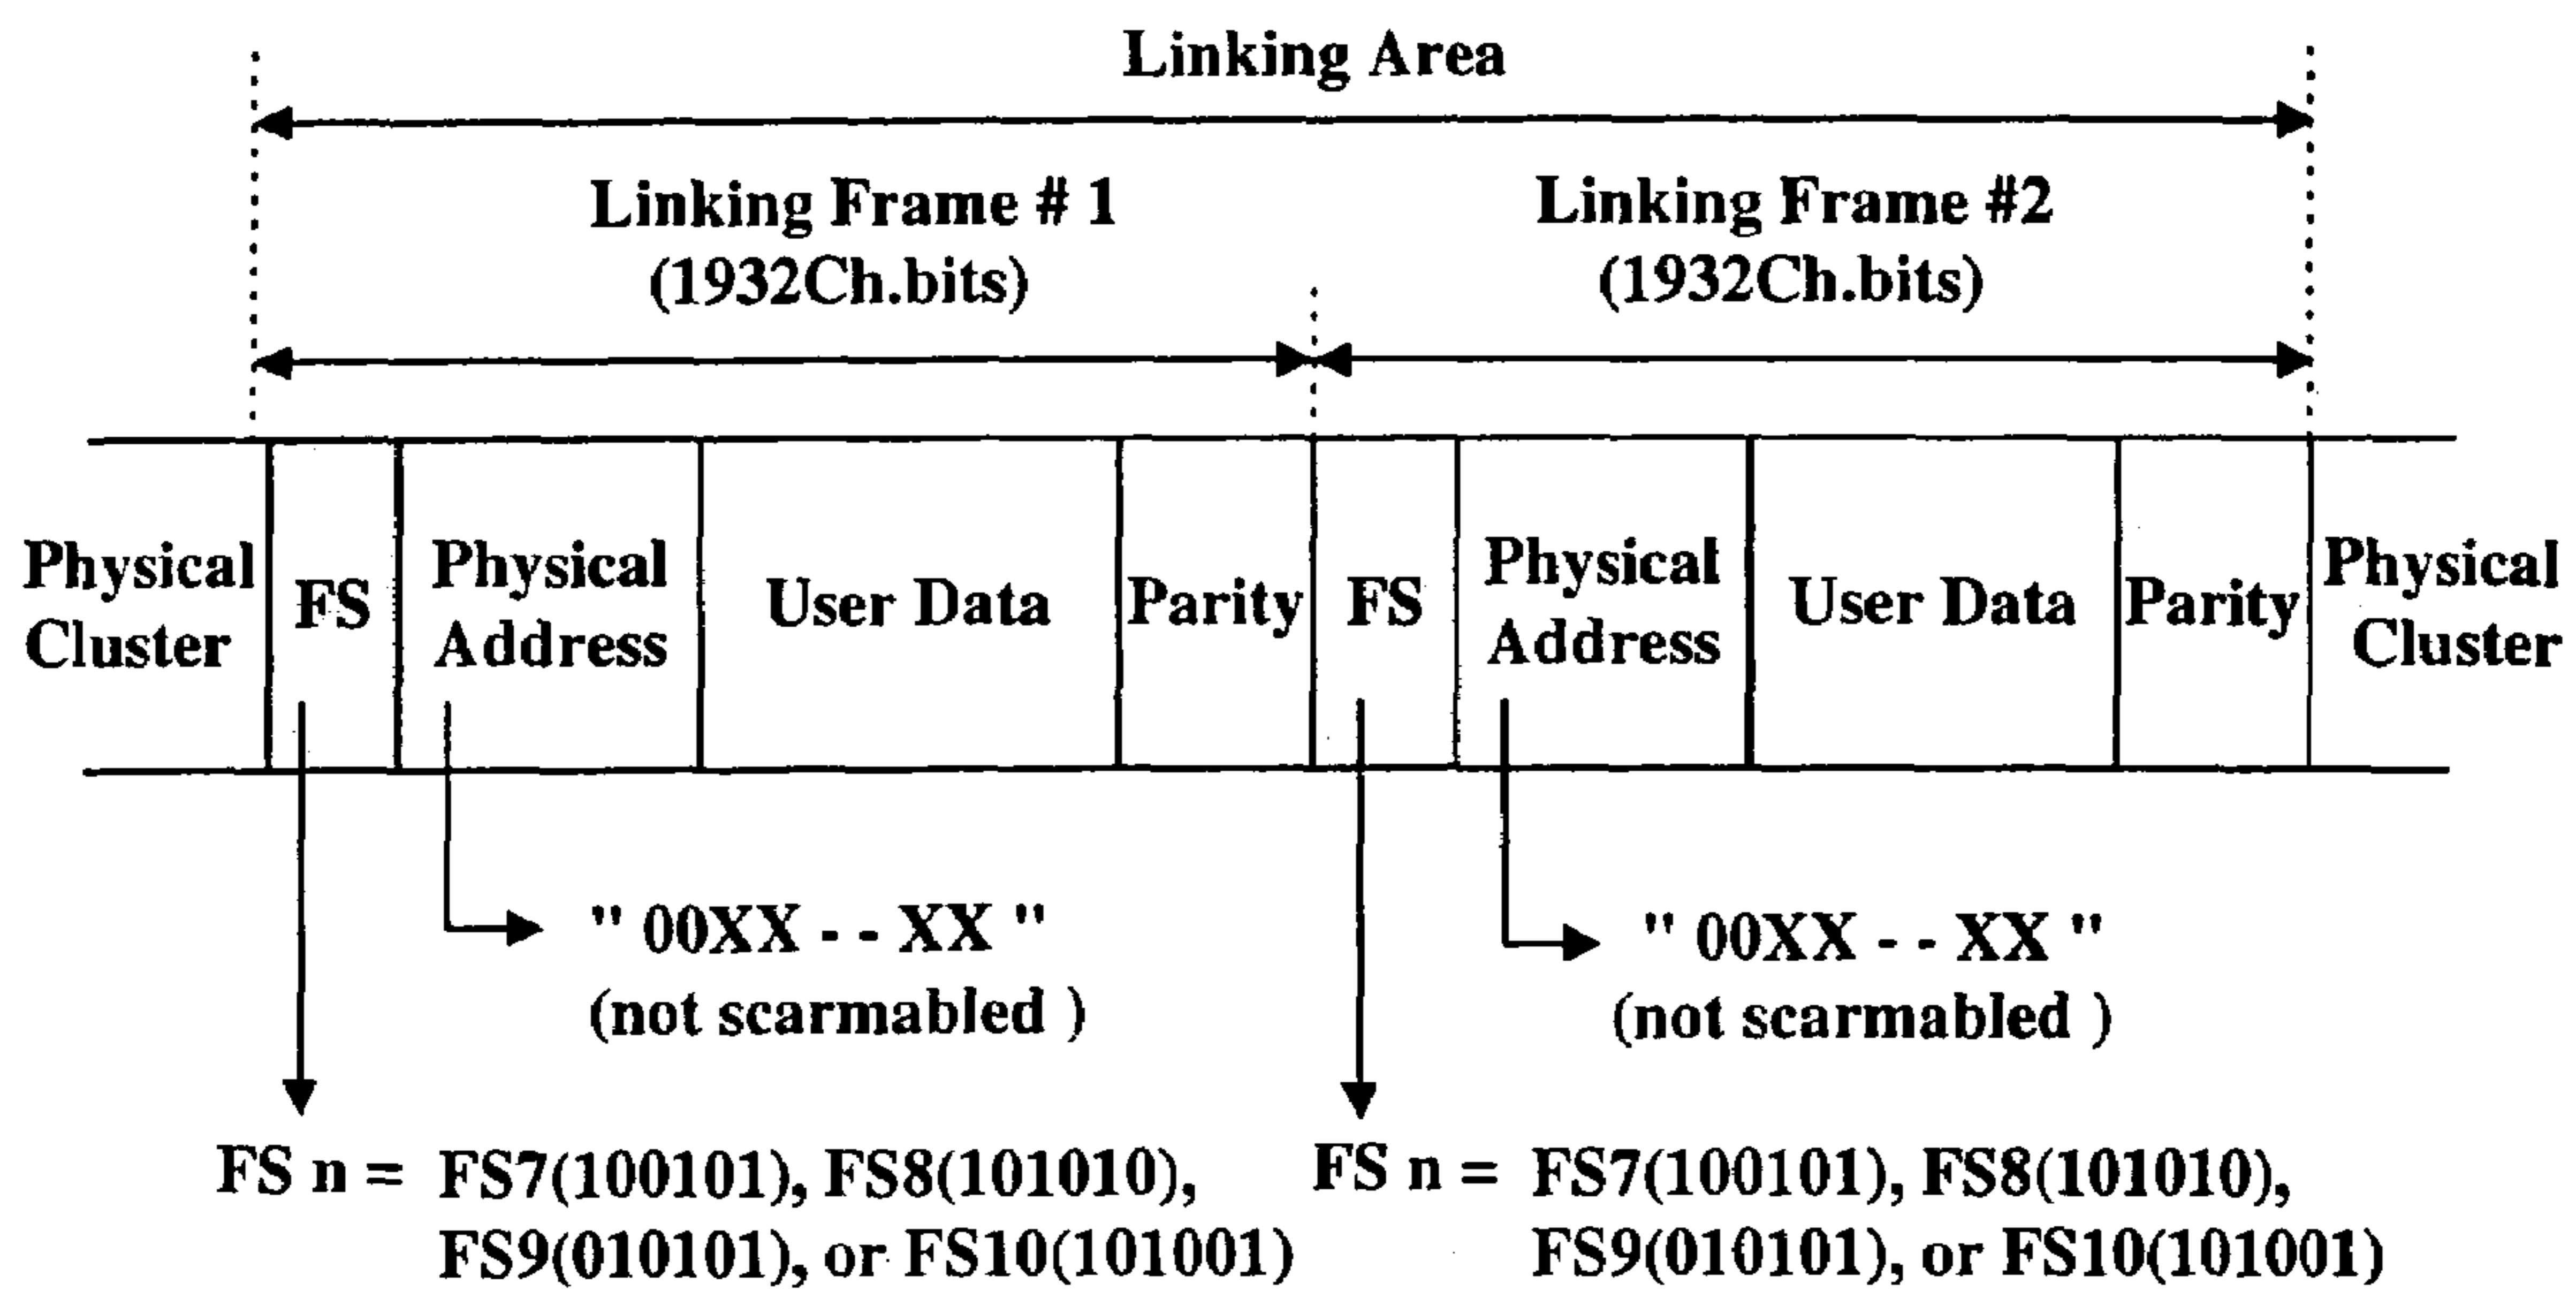 Linking Area
Linking Frame # 1
(1932Ch.bits)
Linking Frame #2
(1932Ch.bits)
Physical
Cluster
FS
Physical
Address
User Data
Parity
FS
Physical
Address
User Data
Parity
Physical
Cluster
" 00XX - - XX "
(not scarmabled )
" 00XX - - XX "
(not scarmabled )
FS n = FS7(100101), FS8(101010),
FS9(010101), or FS10(101001)
FS n = FS7(100101), FS8(101010),
FS9(010101), or FS10(101001)